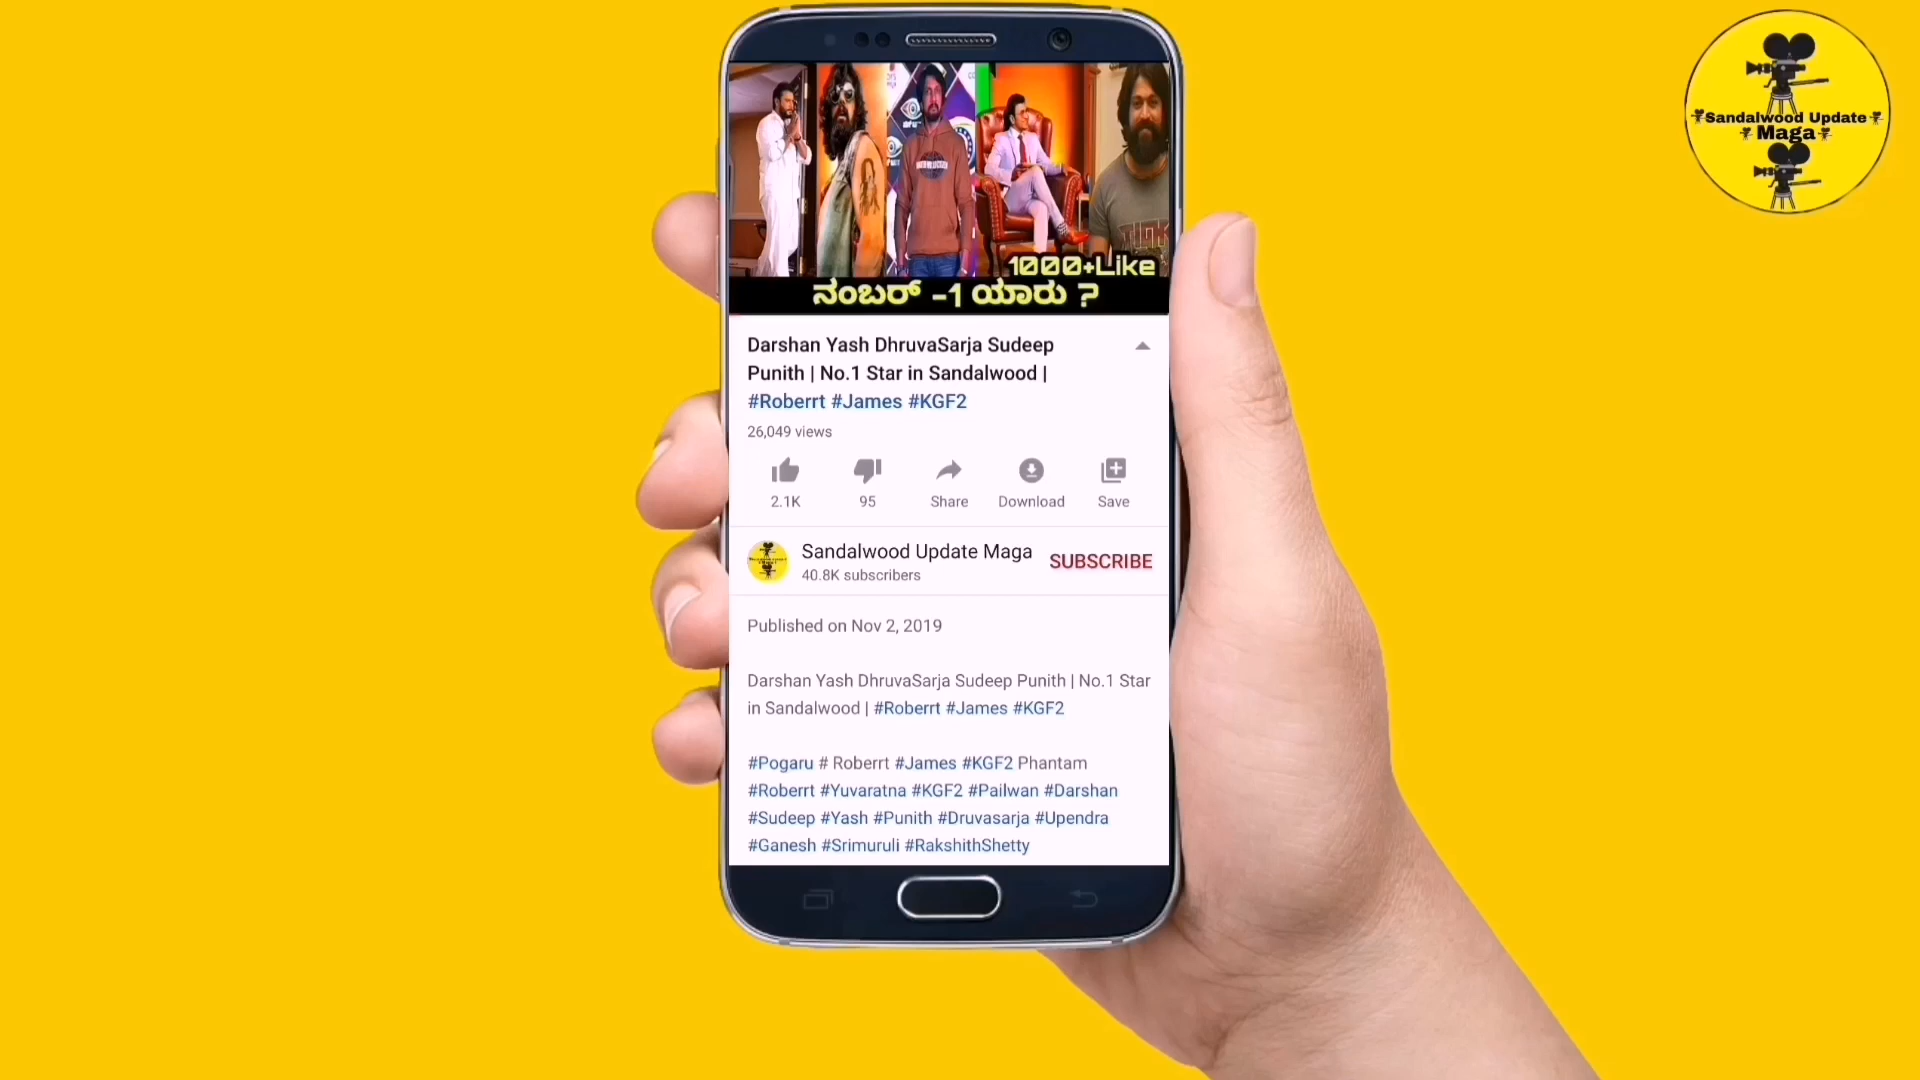 1000+Like
ನಂಬರ್ -1 ಯಾರು ?
Darshan Yash DhruvaSarja Sudeep
Punith | No.1 Star in Sandalwood |
#Roberrt #James #KGF2
26,049 views
2.1K 95 Share Download Save
Sandalwood Update Maga
40.8K subscribers
SUBSCRIBE
Published on Nov 2, 2019
Darshan Yash DhruvaSarja Sudeep Punith | No.1 Star
in Sandalwood | #Roberrt #James #KGF2
#Pogaru # Roberrt #James #KGF2 Phantam
#Roberrt #Yuvaratna #KGF2 #Pailwan #Darshan
#Sudeep #Yash #Punith #Druvasarja #Upendra
#Ganesh #Srimuruli #RakshithShetty
Sandalwood Update
Maga